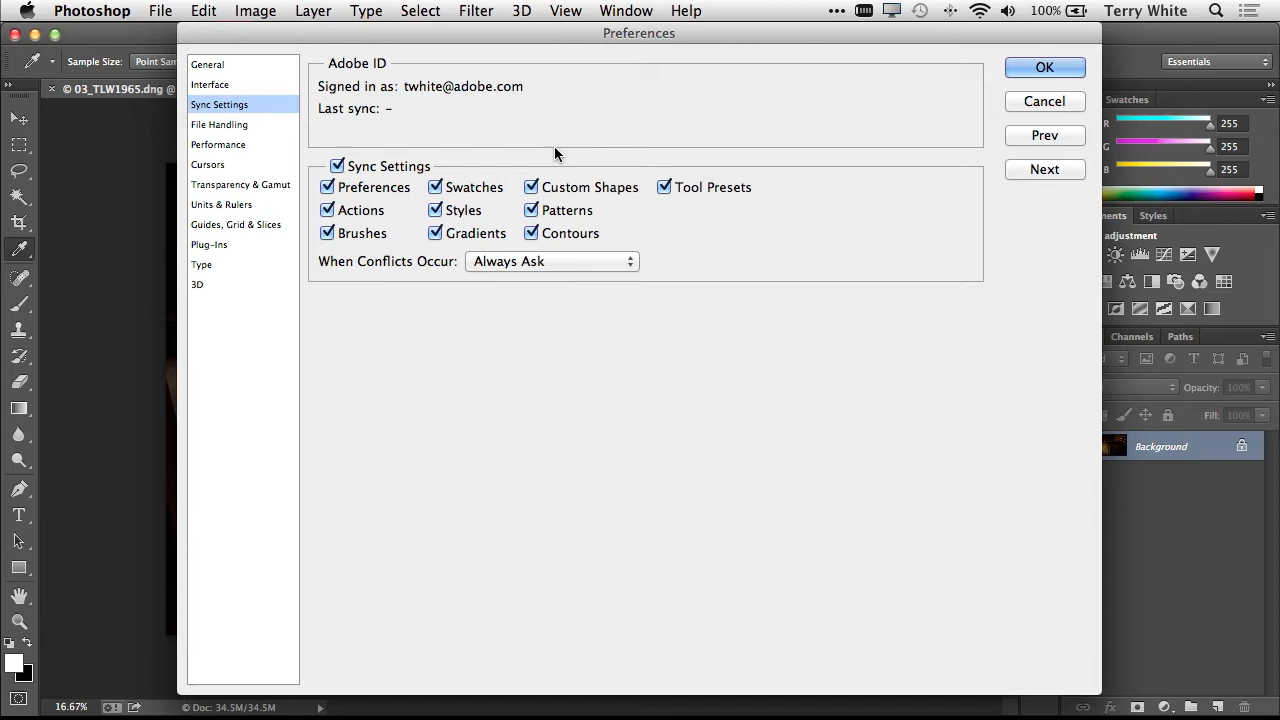 Photoshop File Edit Image Layer Type Select Filter 3D View Window Help 100% Terry White
Preferences
Sample Size: Point Sam
Essentials
© 03_TLW1965.dng @
General
Interface
Sync Settings
File Handling
Performance
Cursors
Transparency & Gamut
Units & Rulers
Guides, Grid & Slices
Plug-Ins
Type
3D
Adobe ID
Signed in as: twhite@adobe.com
Last sync: –
Sync Settings
Preferences Swatches Custom Shapes Tool Presets
Actions Styles Patterns
Brushes Gradients Contours
When Conflicts Occur: Always Ask
OK
Cancel
Prev
Next
Swatches
R 255
G 255
B 255
ments Styles
adjustment
Channels Paths
Opacity: 100%
Fill: 100%
Background
16.67% © Doc: 34.5M/34.5M